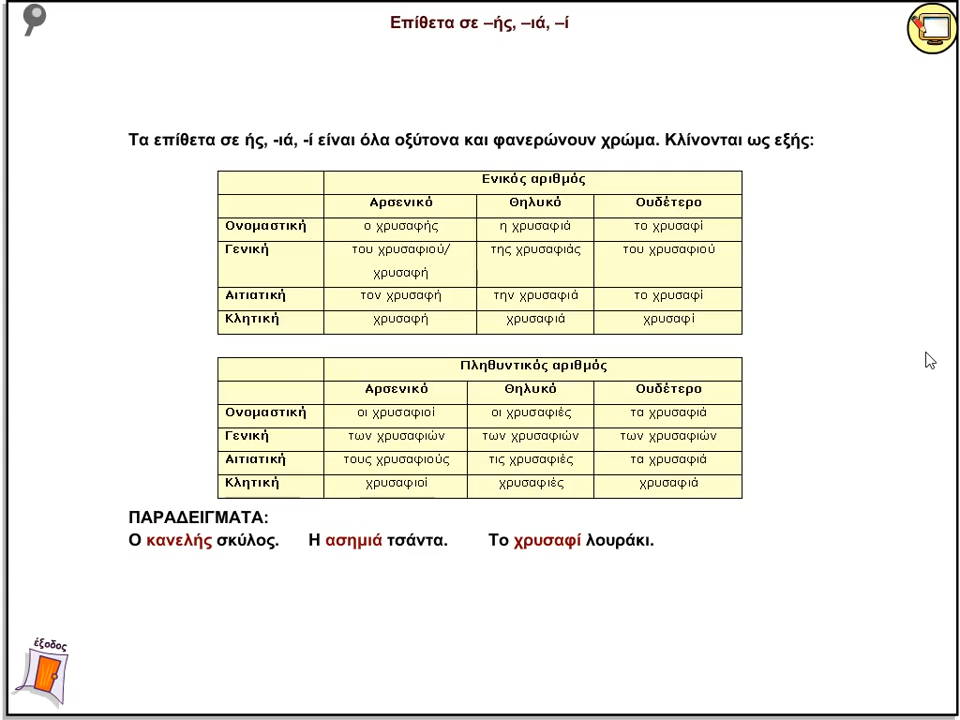 Επίθετα σε –ής, –ιά, –ί
Τα επίθετα σε ής, -ιά, -ί είναι όλα οξύτονα και φανερώνουν χρώμα. Κλίνονται ως εξής:
Ενικός αριθμός
Αρσενικό Θηλυκό Ουδέτερο
Ονομαστική ο χρυσαφής η χρυσαφιά το χρυσαφί
Γενική του χρυσαφιού/ της χρυσαφιάς του χρυσαφιού
χρυσαφή
Αιτιατική τον χρυσαφή την χρυσαφιά το χρυσαφί
Κλητική χρυσαφή χρυσαφιά χρυσαφί
Πληθυντικός αριθμός
Αρσενικό Θηλυκό Ουδέτερο
Ονομαστική οι χρυσαφιοί οι χρυσαφιές τα χρυσαφιά
Γενική των χρυσαφιών των χρυσαφιών των χρυσαφιών
Αιτιατική τους χρυσαφιούς τις χρυσαφιές τα χρυσαφιά
Κλητική χρυσαφιοί χρυσαφιές χρυσαφιά
ΠΑΡΑΔΕΙΓΜΑΤΑ:
Ο κανελής σκύλος. Η ασημιά τσάντα. Το χρυσαφί λουράκι.
έξοδος